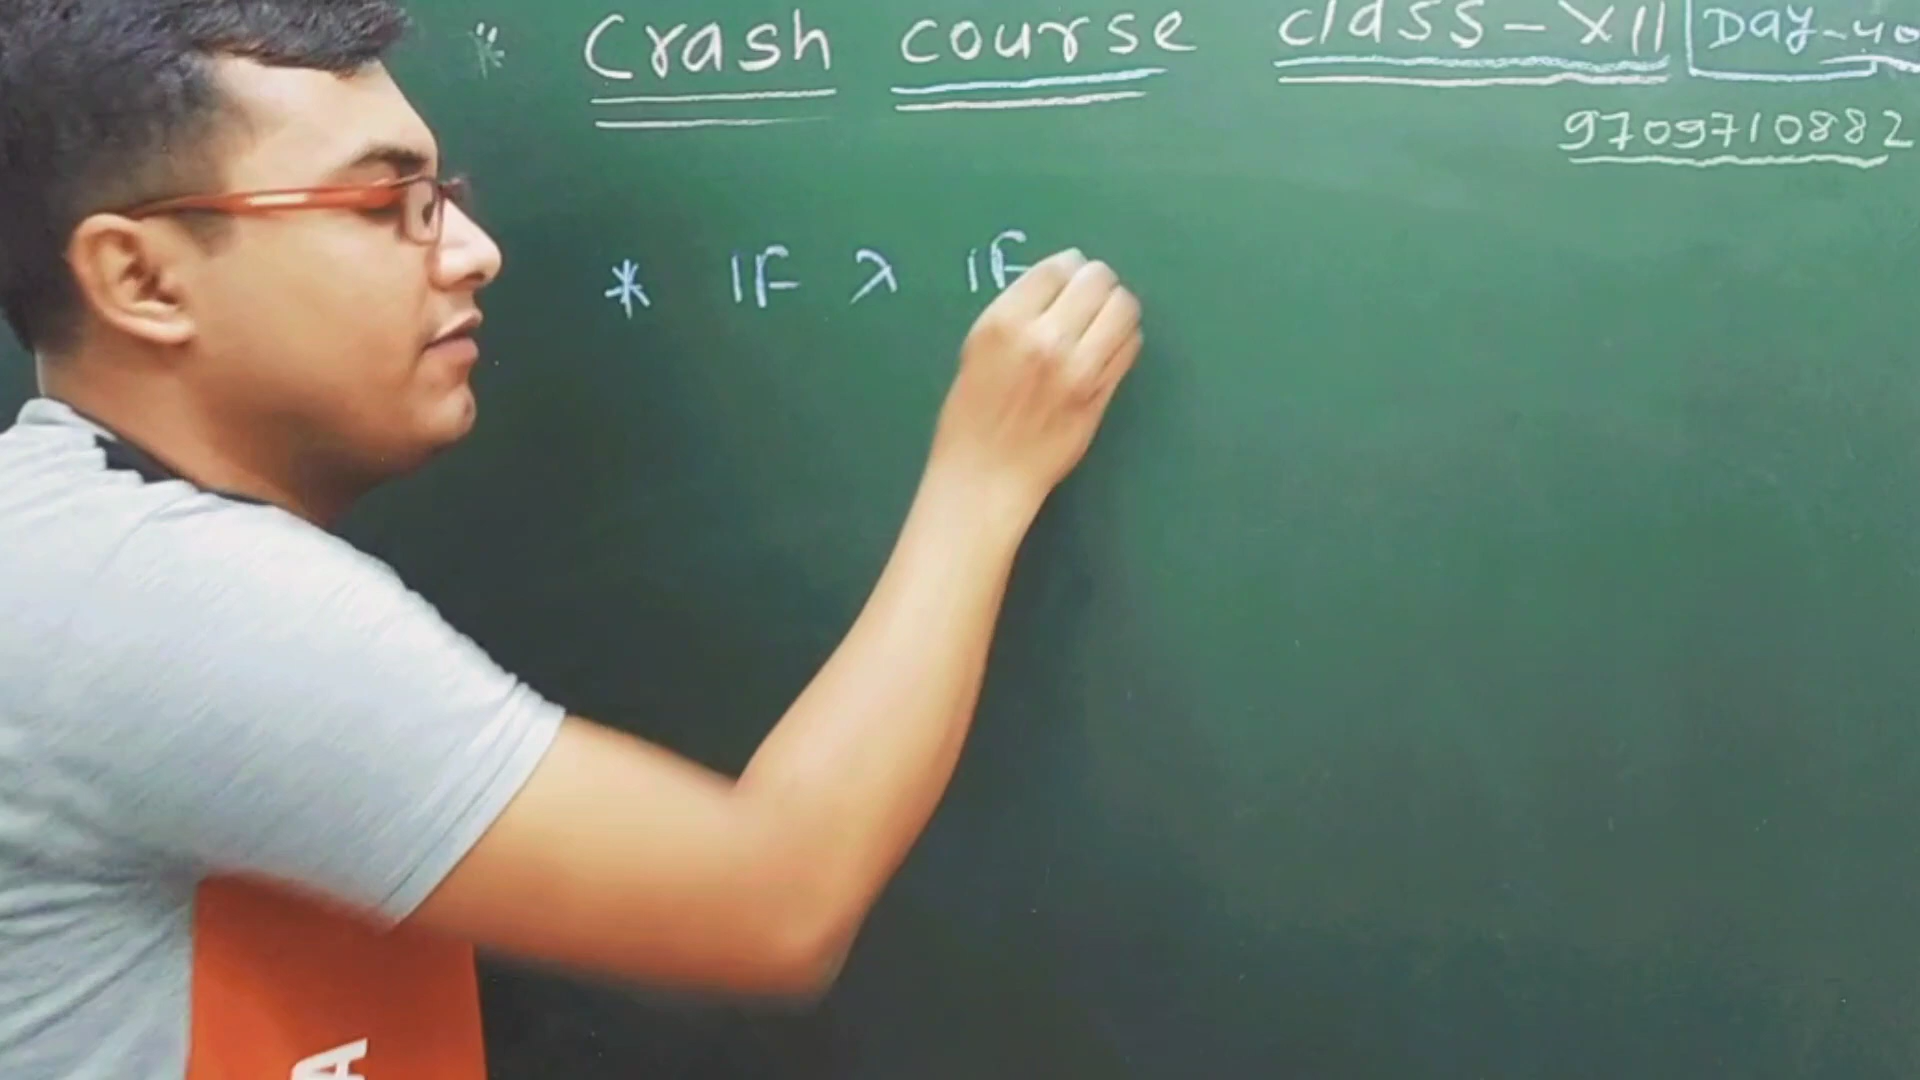 * Crash course class-XII Day-40
9709710882
* IF λ IF
A